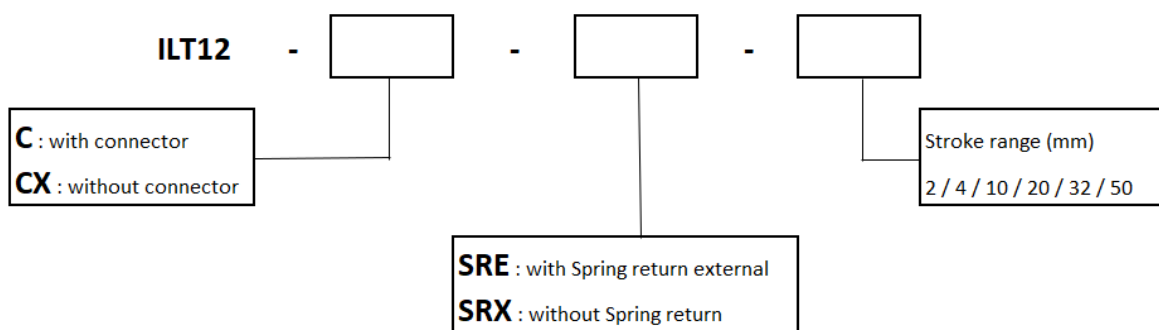 ILT12 - - -
C : with connector
CX : without connector
Stroke range (mm)
2 / 4 / 10 / 20 / 32 / 50
SRE : with Spring return external
SRX : without Spring return